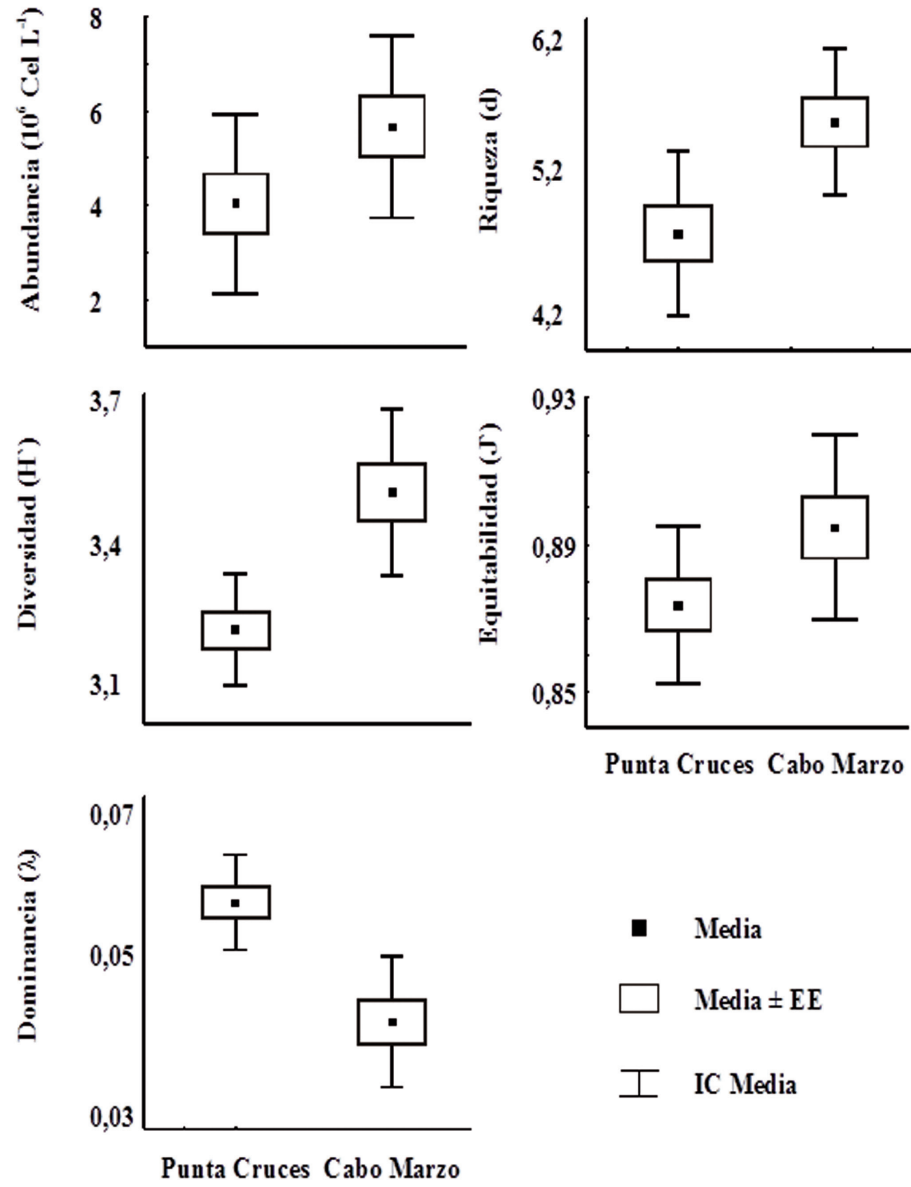 Abundancia (10⁶ Cel L⁻¹)
8
6
4
2
Riqueza (d)
6,2
5,2
4,2
Diversidad (H`)
3,7
3,4
3,1
Equitabilidad (J`)
0,93
0,89
0,85
Punta Cruces Cabo Marzo
Dominancia (λ)
0,07
0,05
0,03
Punta Cruces Cabo Marzo
Media
Media ± EE
IC Media